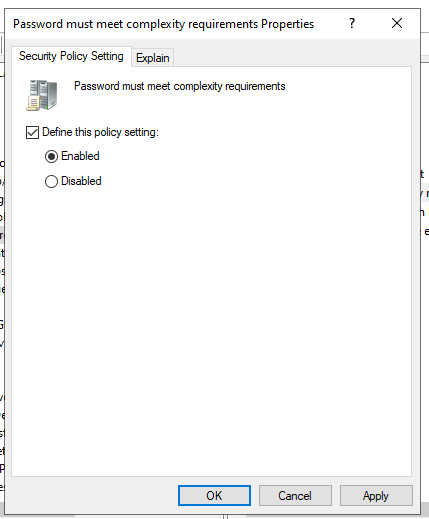 Password must meet complexity requirements Properties
?
Security Policy Setting
Explain
Password must meet complexity requirements
Define this policy setting:
Enabled
Disabled
OK
Cancel
Apply